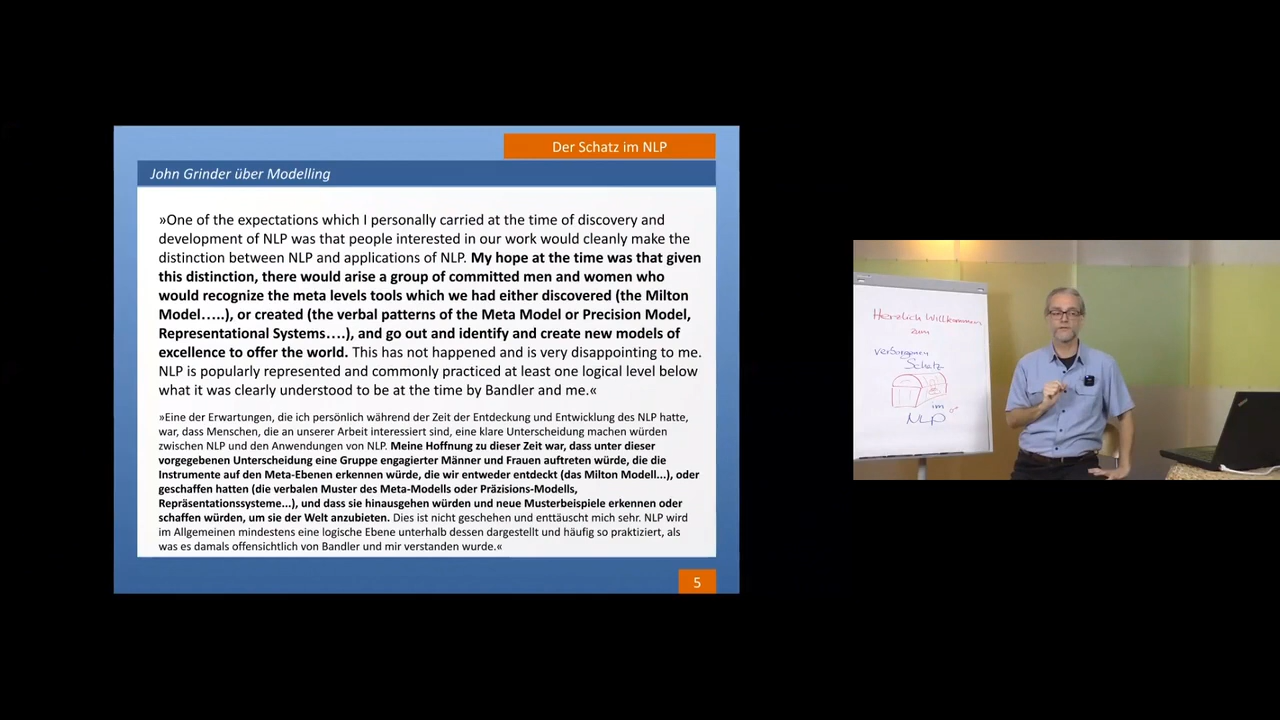 Der Schatz im NLP
John Grinder über Modelling
»One of the expectations which I personally carried at the time of discovery and
development of NLP was that people interested in our work would cleanly make the
distinction between NLP and applications of NLP. My hope at the time was that given
this distinction, there would arise a group of committed men and women who
would recognize the meta levels tools which we had either discovered (the Milton
Model…..), or created (the verbal patterns of the Meta Model or Precision Model,
Representational Systems….), and go out and identify and create new models of
excellence to offer the world. This has not happened and is very disappointing to me.
NLP is popularly represented and commonly practiced at least one logical level below
what it was clearly understood to be at the time by Bandler and me.«
»Eine der Erwartungen, die ich persönlich während der Zeit der Entdeckung und Entwicklung des NLP hatte,
war, dass Menschen, die an unserer Arbeit interessiert sind, eine klare Unterscheidung machen würden
zwischen NLP und den Anwendungen von NLP. Meine Hoffnung zu dieser Zeit war, dass unter dieser
vorgegebenen Unterscheidung eine Gruppe engagierter Männer und Frauen auftreten würde, die die
Instrumente auf den Meta-Ebenen erkennen würde, die wir entweder entdeckt (das Milton Modell...), oder
geschaffen hatten (die verbalen Muster des Meta-Modells oder Präzisions-Modells,
Repräsentationssysteme...), und dass sie hinausgehen würden und neue Musterbeispiele erkennen oder
schaffen würden, um sie der Welt anzubieten. Dies ist nicht geschehen und enttäuscht mich sehr. NLP wird
im Allgemeinen mindestens eine logische Ebene unterhalb dessen dargestellt und häufig so praktiziert, als
was es damals offensichtlich von Bandler und mir verstanden wurde.«
5
Herzlich Willkommen
zum
verborgenen
Schatz
im
NLP